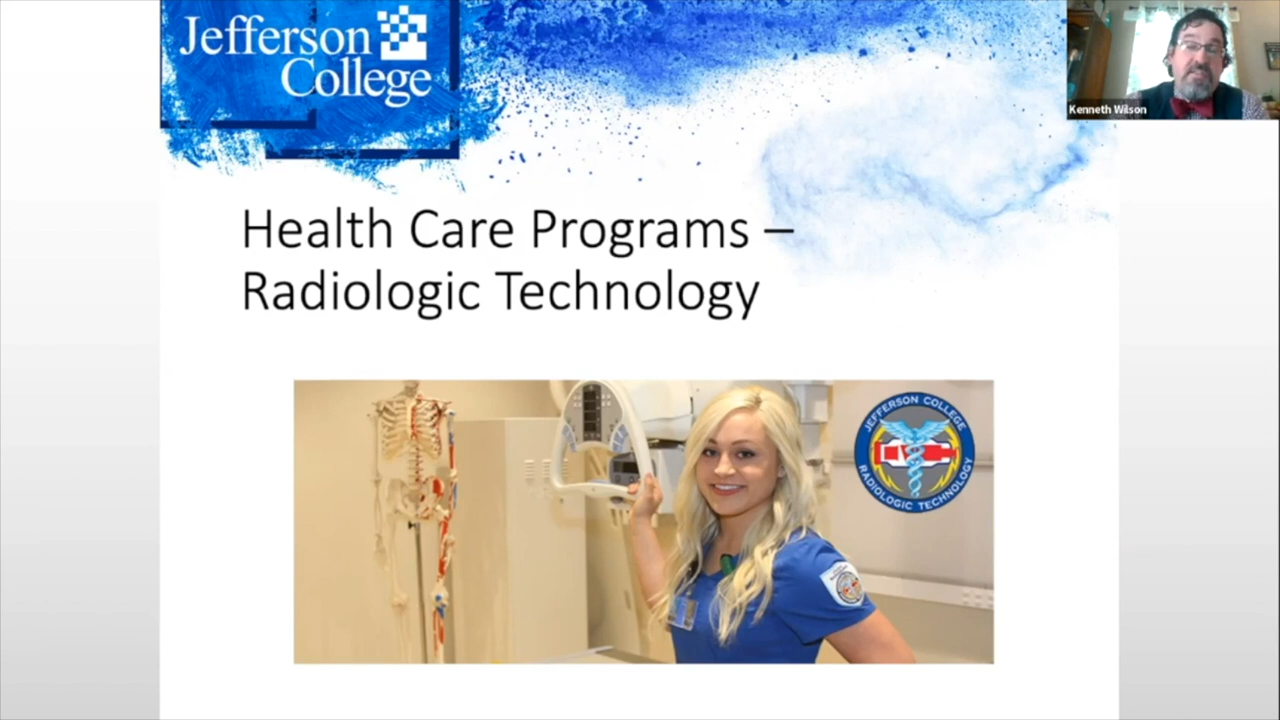 Jefferson
College
Kenneth Wilson
Health Care Programs –
Radiologic Technology
JEFFERSON COLLEGE
RADIOLOGIC TECHNOLOGY